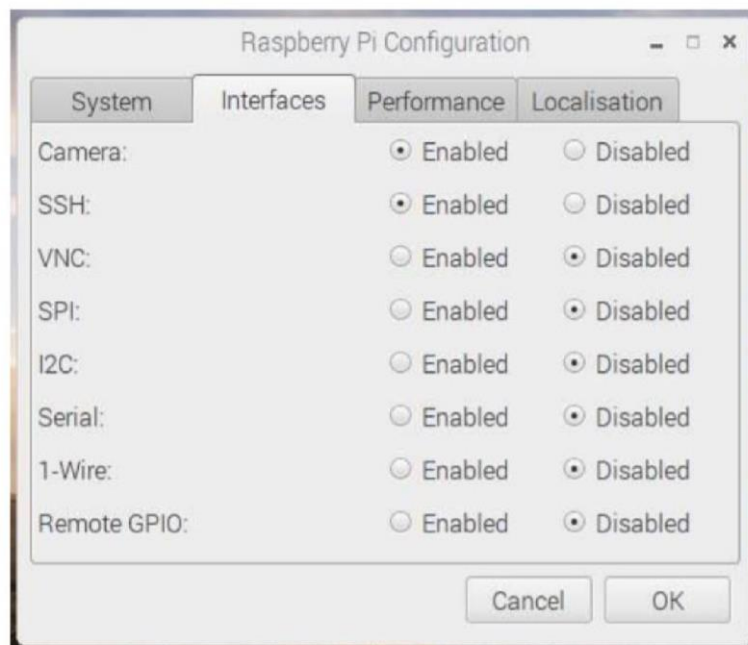 Raspberry Pi Configuration
System Interfaces Performance Localisation
Camera: Enabled Disabled
SSH: Enabled Disabled
VNC: Enabled Disabled
SPI: Enabled Disabled
I2C: Enabled Disabled
Serial: Enabled Disabled
1-Wire: Enabled Disabled
Remote GPIO: Enabled Disabled
Cancel OK